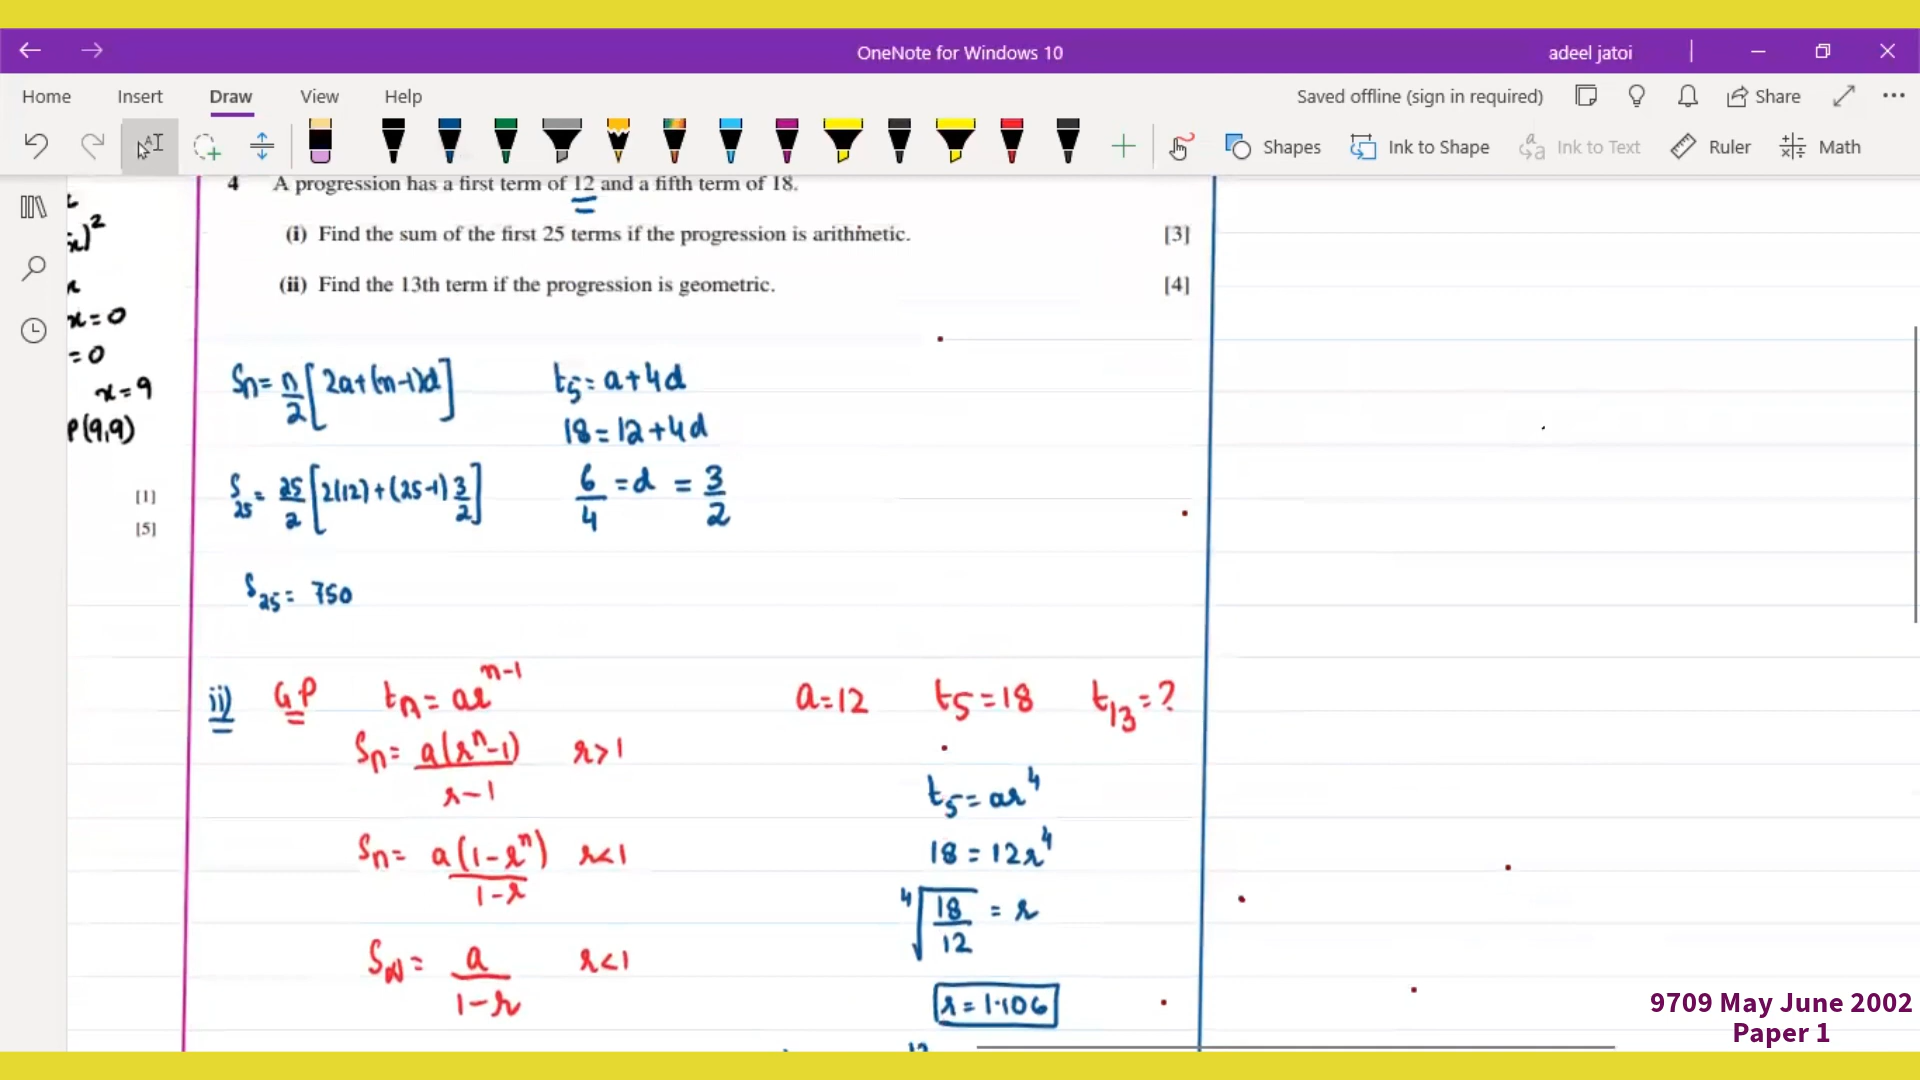 OneNote for Windows 10
adeel jatoi
Home Insert Draw View Help
Saved offline (sign in required) Share
Shapes Ink to Shape Ink to Text Ruler Math
4 A progression has a first term of 12 and a fifth term of 18.
(i) Find the sum of the first 25 terms if the progression is arithmetic. [3]
(ii) Find the 13th term if the progression is geometric. [4]
)²
x=0
=0
x=9
P(9,9)
[1]
[5]
Sn = n/2 [2a+(n-1)d]
t5 = a+4d
18 = 12+4d
S25 = 25/2 [2(12)+(25-1) 3/2]
6/4 = d = 3/2
S25 = 750
ii) GP tn = ar^n-1
a=12 t5=18 t13=?
Sn = a(r^n-1)/r-1 r>1
t5 = ar^4
18 = 12r^4
Sn = a(1-r^n)/1-r r<1
4√18/12 = r
S∞ = a/1-r r<1
r = 1.106
12
9709 May June 2002
Paper 1